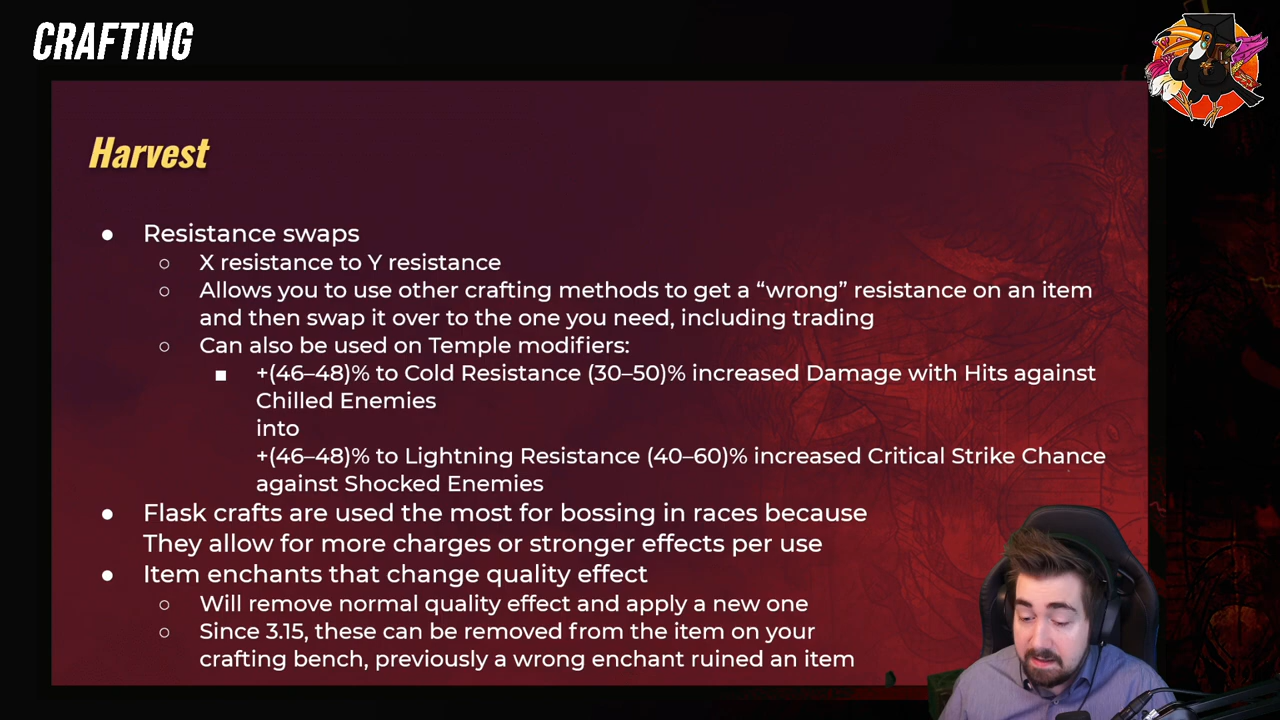 CRAFTING
Harvest
● Resistance swaps
○ X resistance to Y resistance
○ Allows you to use other crafting methods to get a “wrong” resistance on an item
and then swap it over to the one you need, including trading
○ Can also be used on Temple modifiers:
■ +(46–48)% to Cold Resistance (30–50)% increased Damage with Hits against
Chilled Enemies
into
+(46–48)% to Lightning Resistance (40–60)% increased Critical Strike Chance
against Shocked Enemies
● Flask crafts are used the most for bossing in races because
They allow for more charges or stronger effects per use
● Item enchants that change quality effect
○ Will remove normal quality effect and apply a new one
○ Since 3.15, these can be removed from the item on your
crafting bench, previously a wrong enchant ruined an item